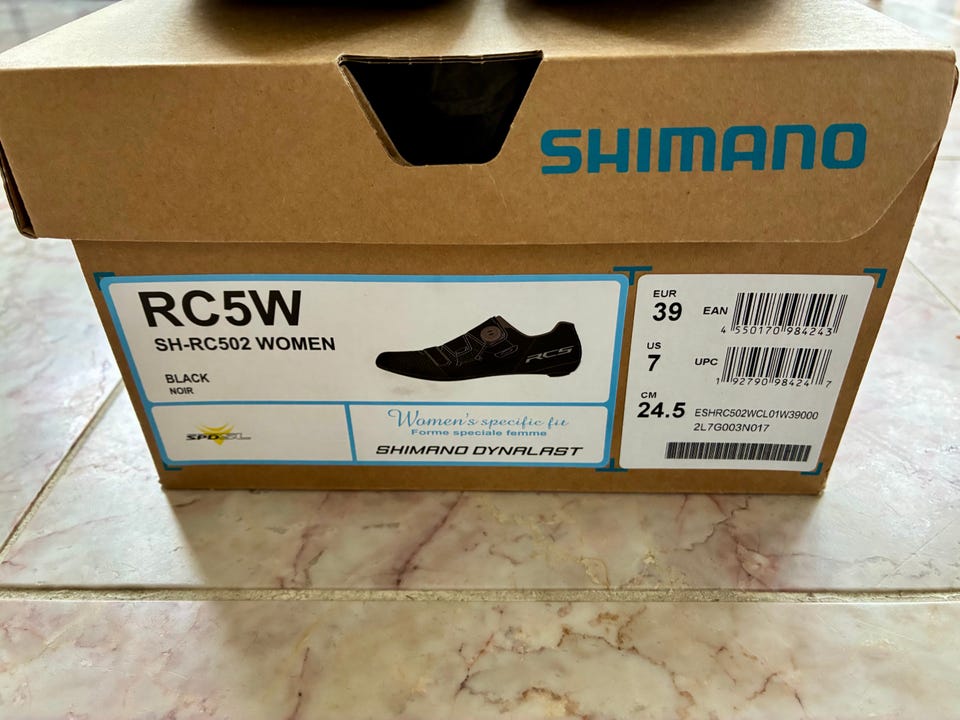 SHIMANO
RC5W
SH-RC502 WOMEN
BLACK
NOIR
RC5
SPD-SL
Women's specific fit
Forme speciale femme
SHIMANO DYNALAST
EUR
39
EAN
4 550170 984243
US
7
UPC
1 92790 98424 7
CM
24.5
ESHRC502WCL01W39000
2L7G003N017